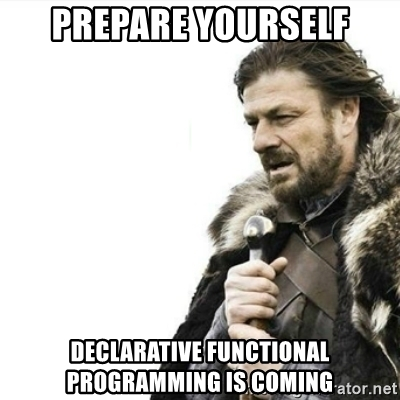 PREPARE YOURSELF
DECLARATIVE FUNCTIONAL
PROGRAMMING IS COMING
ator.net